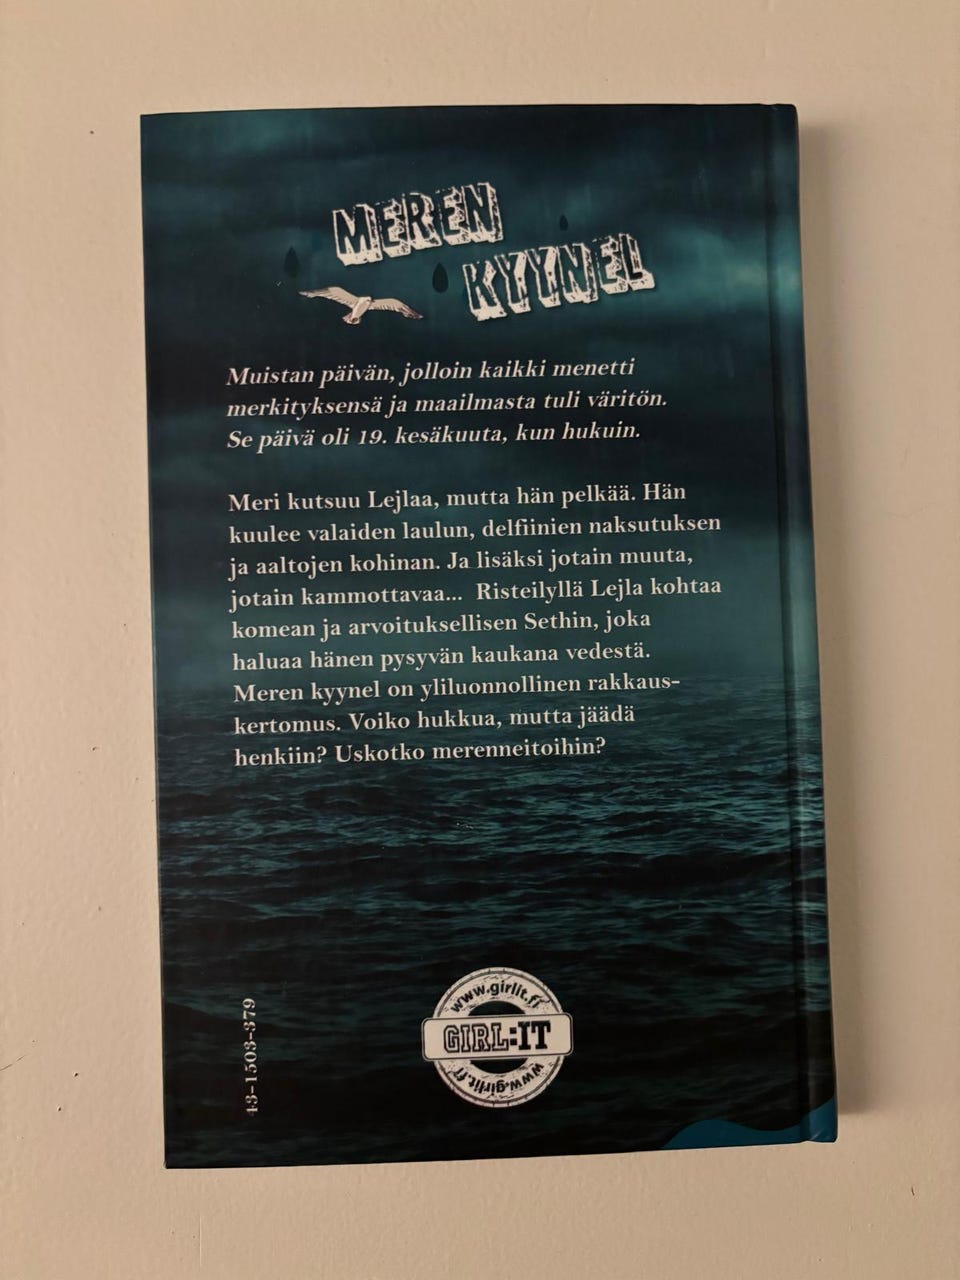 MEREN
KYYNEL
Muistan päivän, jolloin kaikki menetti
merkityksensä ja maailmasta tuli väritön.
Se päivä oli 19. kesäkuuta, kun hukuin.
Meri kutsuu Lejlaa, mutta hän pelkää. Hän
kuulee valaiden laulun, delfiinien naksutuksen
ja aaltojen kohinan. Ja lisäksi jotain muuta,
jotain kammottavaa... Risteilyllä Lejla kohtaa
komean ja arvoituksellisen Sethin, joka
haluaa hänen pysyvän kaukana vedestä.
Meren kyynel on yliluonnollinen rakkaus-
kertomus. Voiko hukkua, mutta jäädä
henkiin? Uskotko merenneitoihin?
43-1503-379
www.girlit.fi
GIRL:IT
www.girlit.fi